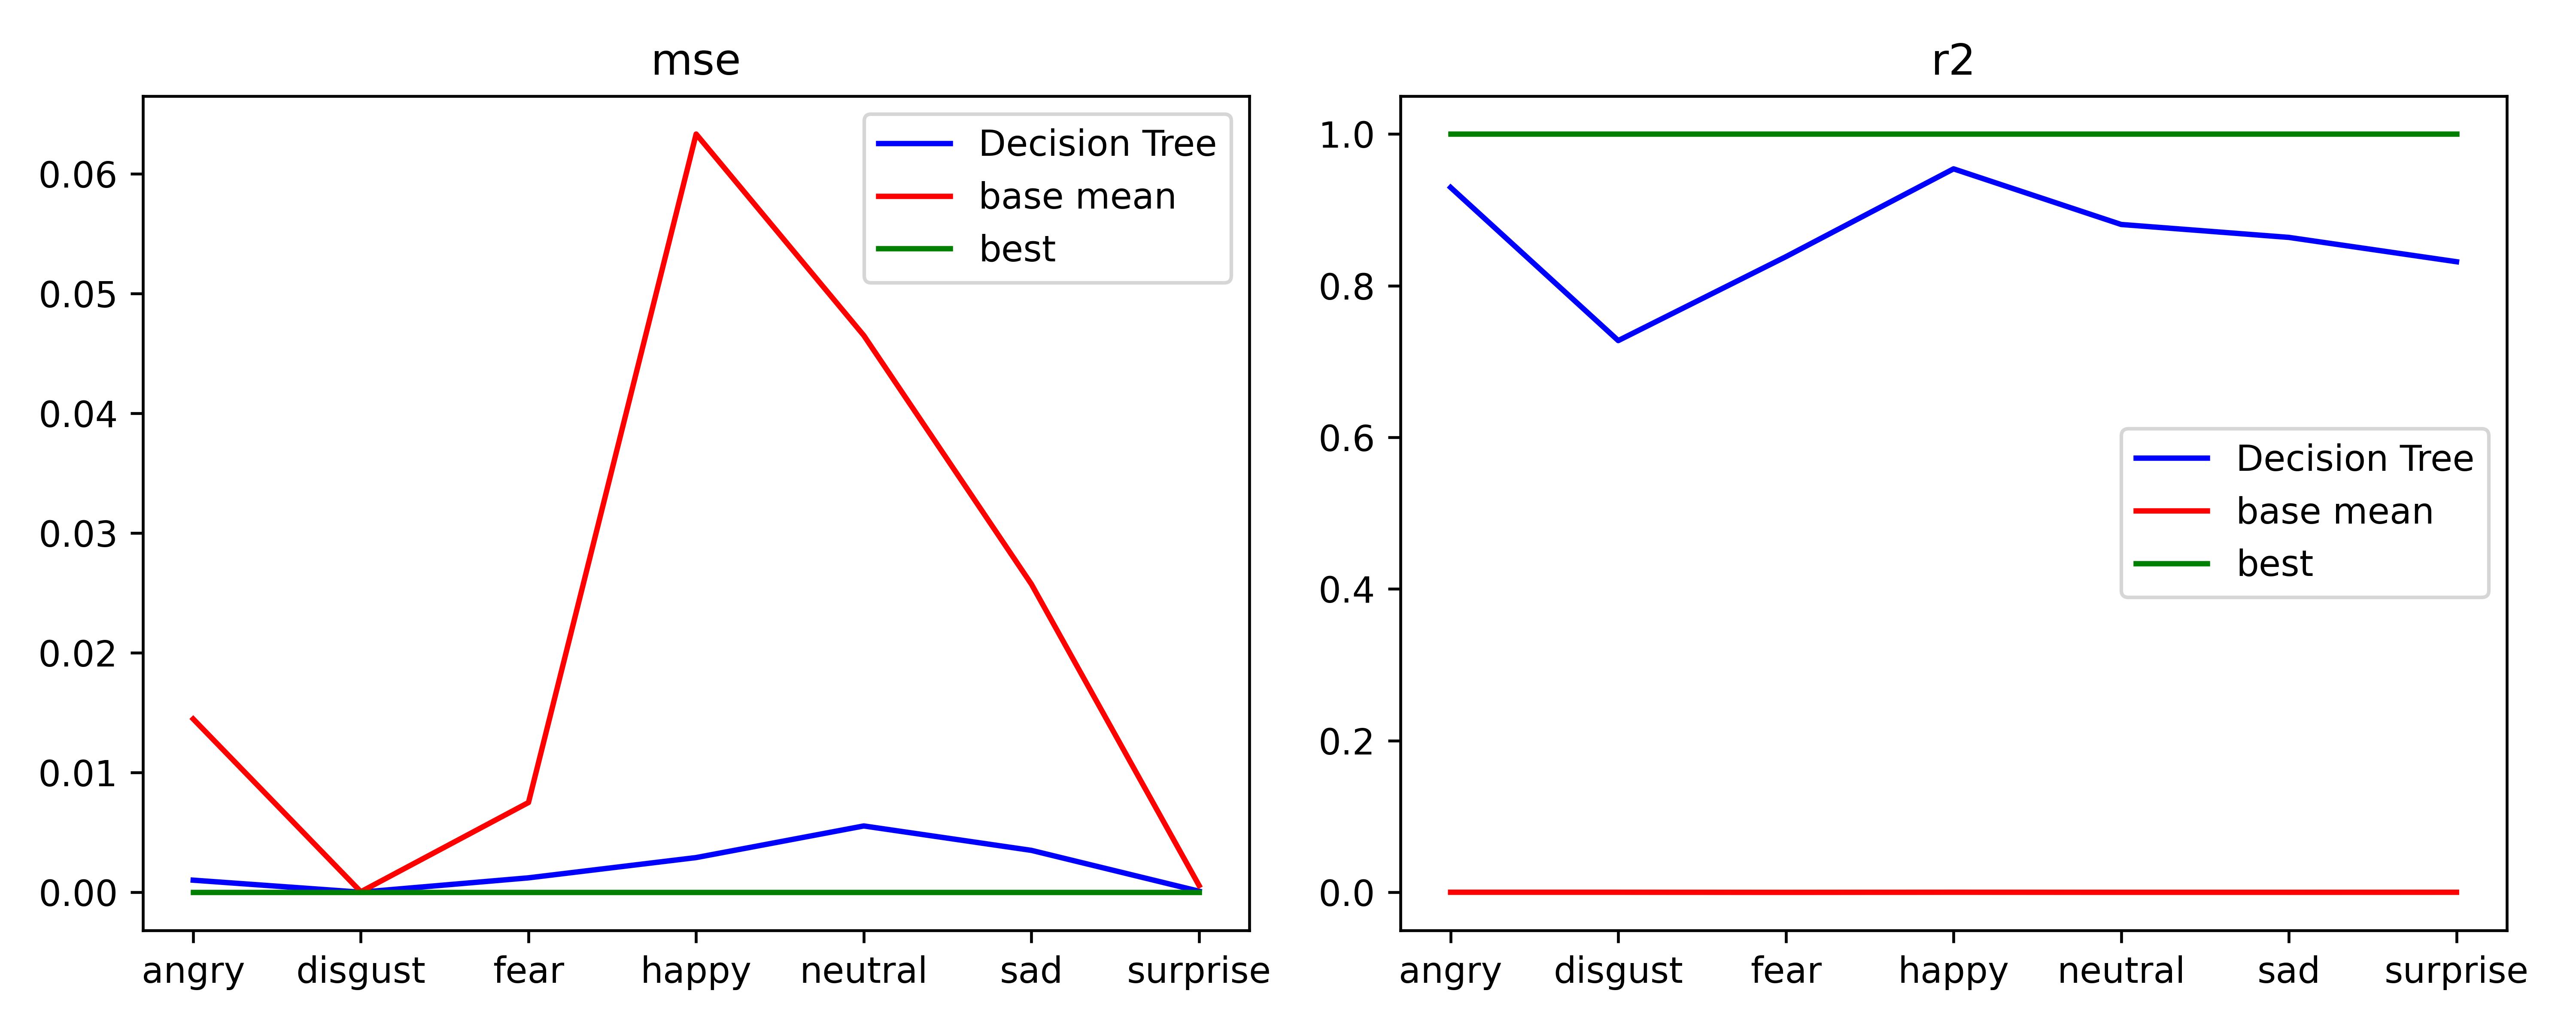 mse
0.06
0.05
0.04
0.03
0.02
0.01
0.00
angry disgust fear happy neutral sad surprise
Decision Tree
base mean
best
r2
1.0
0.8
0.6
0.4
0.2
0.0
angry disgust fear happy neutral sad surprise
Decision Tree
base mean
best